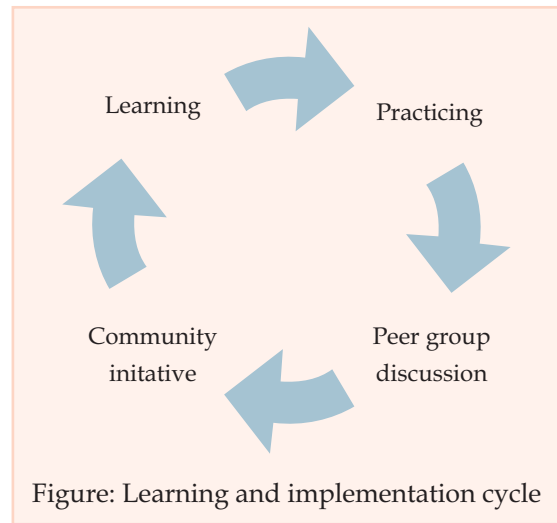 Learning
Practicing
Peer group
discussion
Community
initative
Figure: Learning and implementation cycle